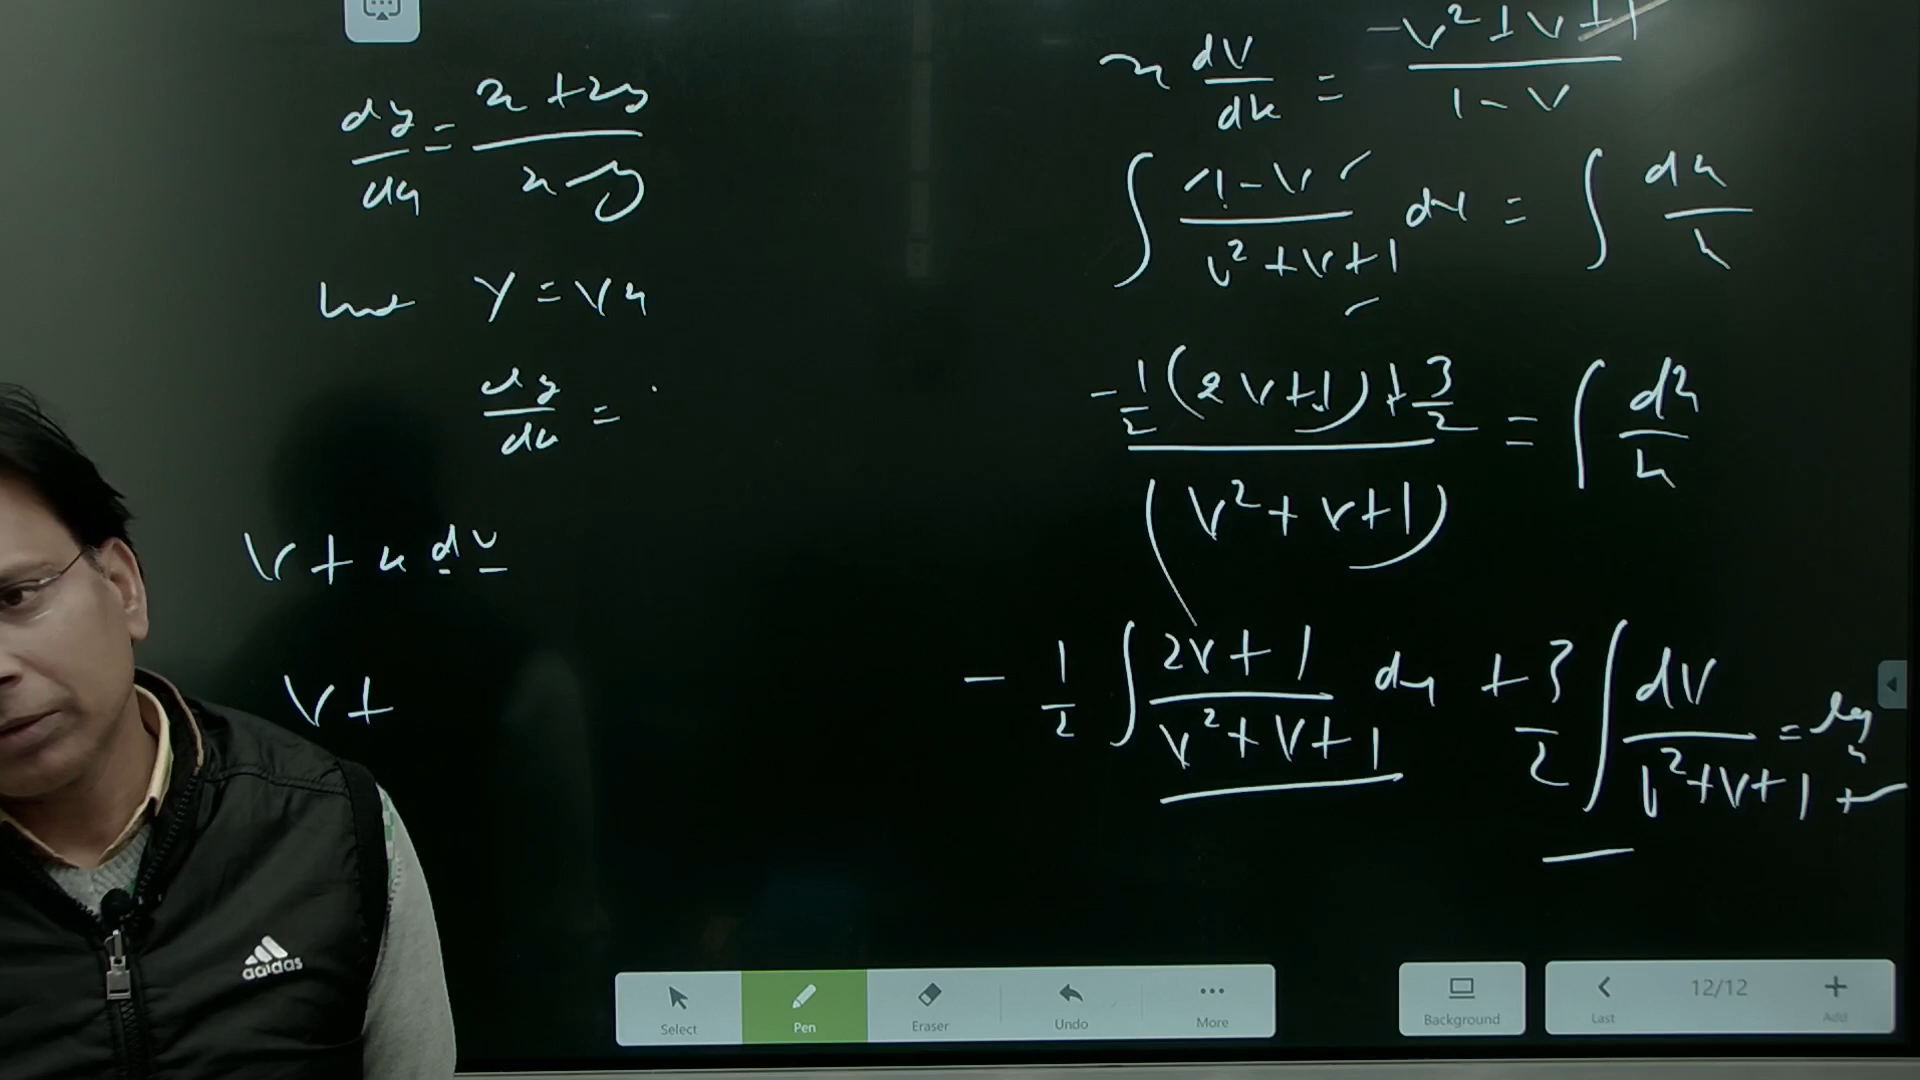 dy/dx = (x + 2y)/(x - y)
Let y = vx
dy/dx =
v + x dv
v +
x dv/dx = (-v² + v + 1)/(1 - v)
∫ (1 - v)/(v² + v + 1) dv = ∫ dx/x
(-1/2 (2v + 1) + 3/2)/(v² + v + 1) = ∫ dx/x
- 1/2 ∫ (2v + 1)/(v² + v + 1) dv + 3/2 ∫ dv/(v² + v + 1) = log x +
adidas
Select
Pen
Eraser
Undo
More
Background
Last
12/12
Add